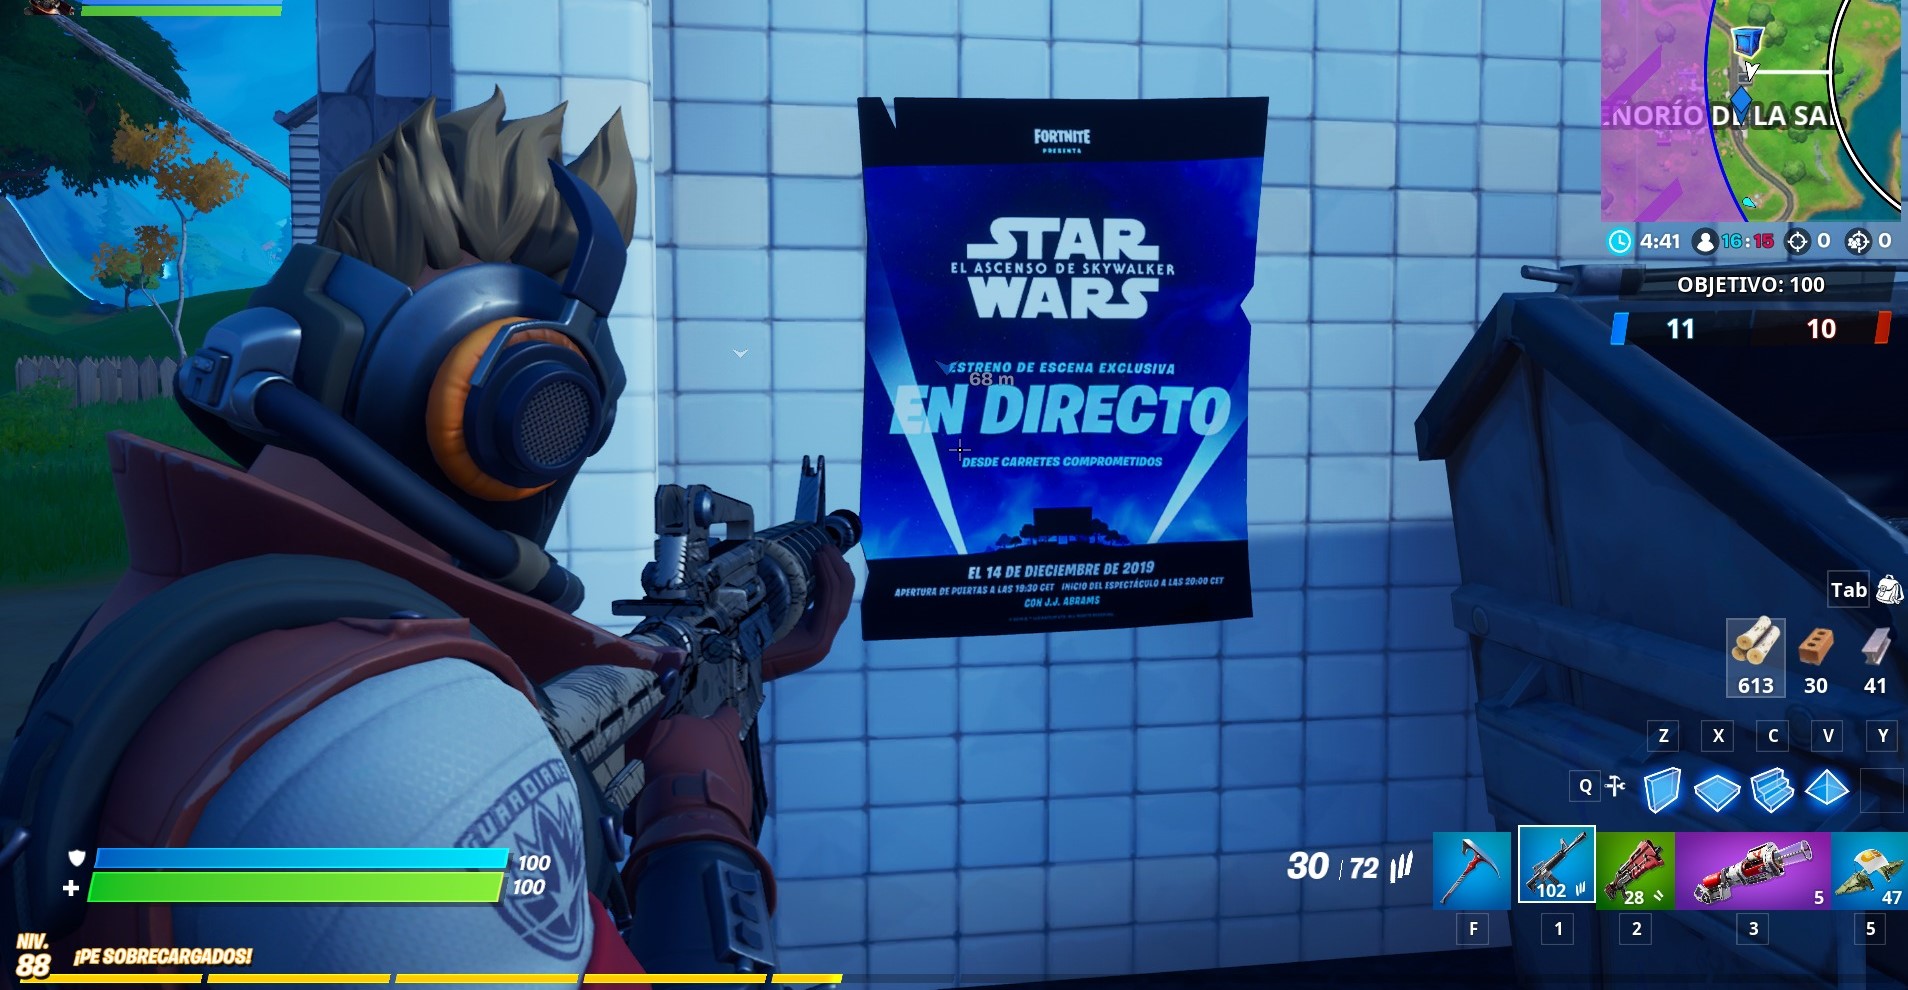 FORTNITE
PRESENTA
STAR
EL ASCENSO DE SKYWALKER
WARS
ESTRENO DE ESCENA EXCLUSIVA
68 m
EN DIRECTO
DESDE CARRETES COMPROMETIDOS
EL 14 DE DIECIEMBRE DE 2019
APERTURA DE PUERTAS A LAS 19:30 CET INICIO DEL ESPECTÁCULO A LAS 20:00 CET
CON J.J. ABRAMS
EÑORÍO DE LA SAL
4:41 16:15 0 0
OBJETIVO: 100
11 10
Tab
613 30 41
Z X C V Y
Q
GUARDIANS
100
100
30 / 72
102 28 5 47
F 1 2 3 5
NIV.
88
¡PE SOBRECARGADOS!